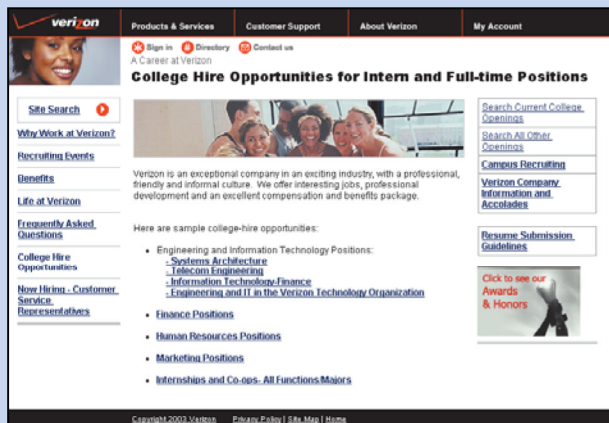 verizon
Products & Services
Customer Support
About Verizon
My Account
Sign in
Directory
Contact us
A Career at Verizon
College Hire Opportunities for Intern and Full-time Positions
Site Search
Why Work at Verizon?
Recruiting Events
Benefits
Life at Verizon
Frequently Asked
Questions
College Hire
Opportunities
Now Hiring - Customer
Service
Representatives
Verizon is an exceptional company in an exciting industry, with a professional,
friendly and informal culture. We offer interesting jobs, professional
development and an excellent compensation and benefits package.
Here are sample college-hire opportunities:
• Engineering and Information Technology Positions:
- Systems Architecture
- Telecom Engineering
- Information Technology-Finance
- Engineering and IT in the Verizon Technology Organization
• Finance Positions
• Human Resources Positions
• Marketing Positions
• Internships and Co-ops- All Functions/Majors
Search Current College
Openings
Search All Other
Openings
Campus Recruiting
Verizon Company
Information and
Accolades
Resume Submission
Guidelines
Click to see our
Awards
& Honors
Copyright 2003 Verizon
Privacy Policy | Site Map | Home